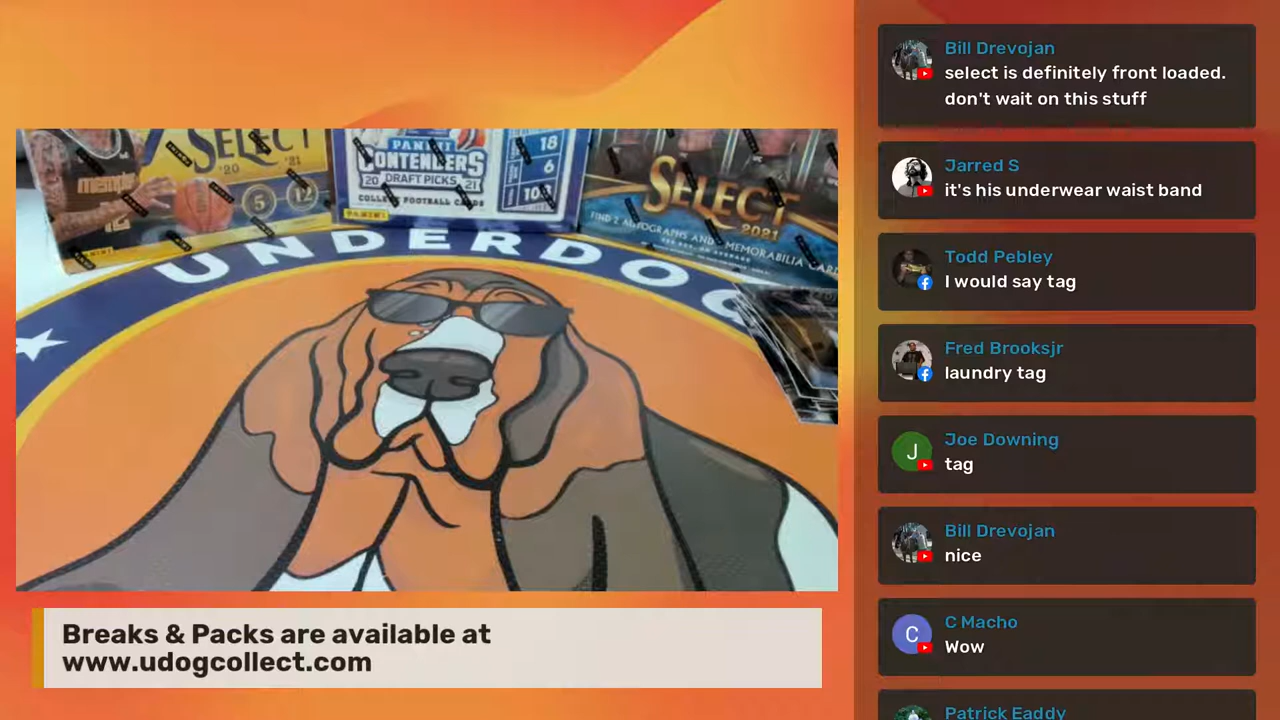 SELECT
'20 '21
5
12
memphis
12
PANINI
CONTENDERS
20 DRAFT PICKS 21
COLLEGE FOOTBALL CARDS
PANINI
18
6
SELECT
2021
FIND 2 AUTOGRAPHS AND MEMORABILIA CARDS
UNDERDOG
Breaks & Packs are available at
www.udogcollect.com
Bill Drevojan
select is definitely front loaded.
don't wait on this stuff
Jarred S
it's his underwear waist band
Todd Pebley
I would say tag
Fred Brooksjr
laundry tag
J
Joe Downing
tag
Bill Drevojan
nice
C
C Macho
Wow
Patrick Eaddy